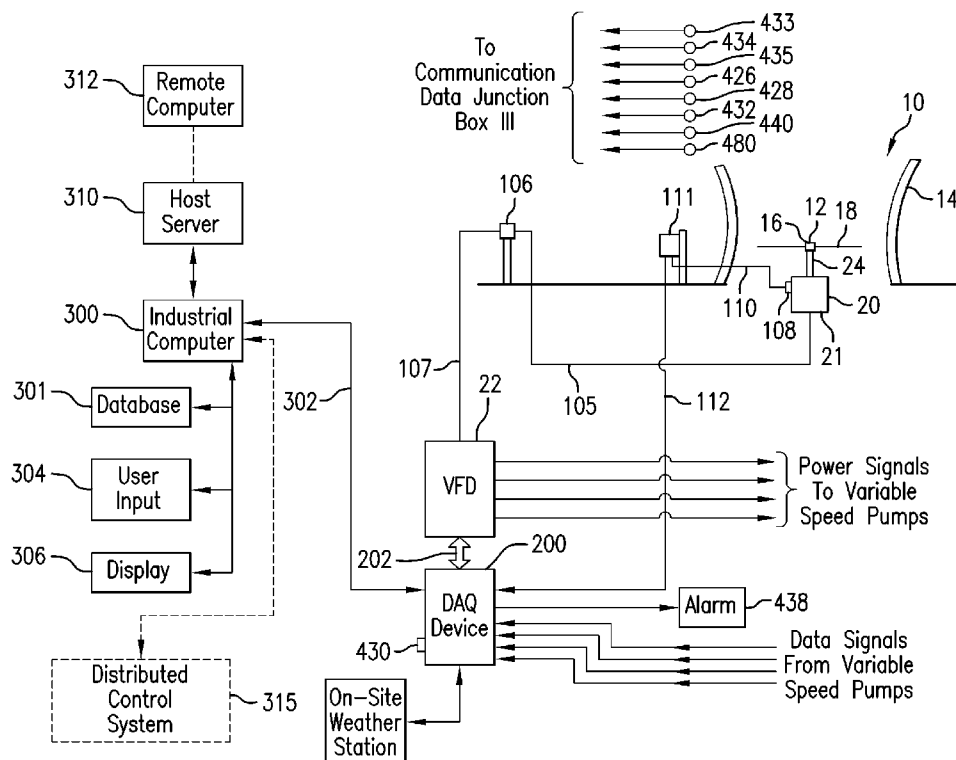 433
434
435
426
428
432
440
480
To
Communication
Data Junction
Box III
312
Remote
Computer
310
Host
Server
300
Industrial
Computer
301
Database
304
User
Input
306
Display
Distributed
Control
System
315
302
106
107
105
111
112
110
108
10
14
16
12
18
24
20
21
22
VFD
Power Signals
To Variable
Speed Pumps
202
200
DAQ
Device
430
Alarm
438
Data Signals
From Variable
Speed Pumps
On-Site
Weather
Station